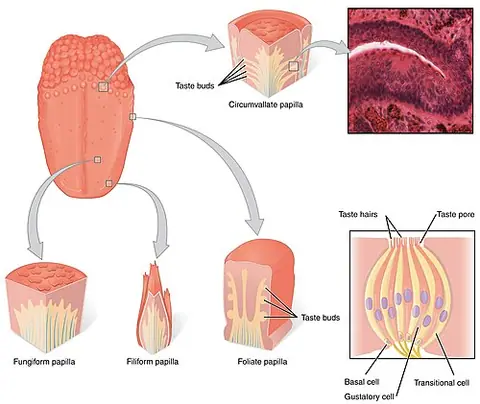 Taste buds
Circumvallate papilla
Taste hairs
Taste pore
Taste buds
Fungiform papilla
Filiform papilla
Foliate papilla
Basal cell
Transitional cell
Gustatory cell